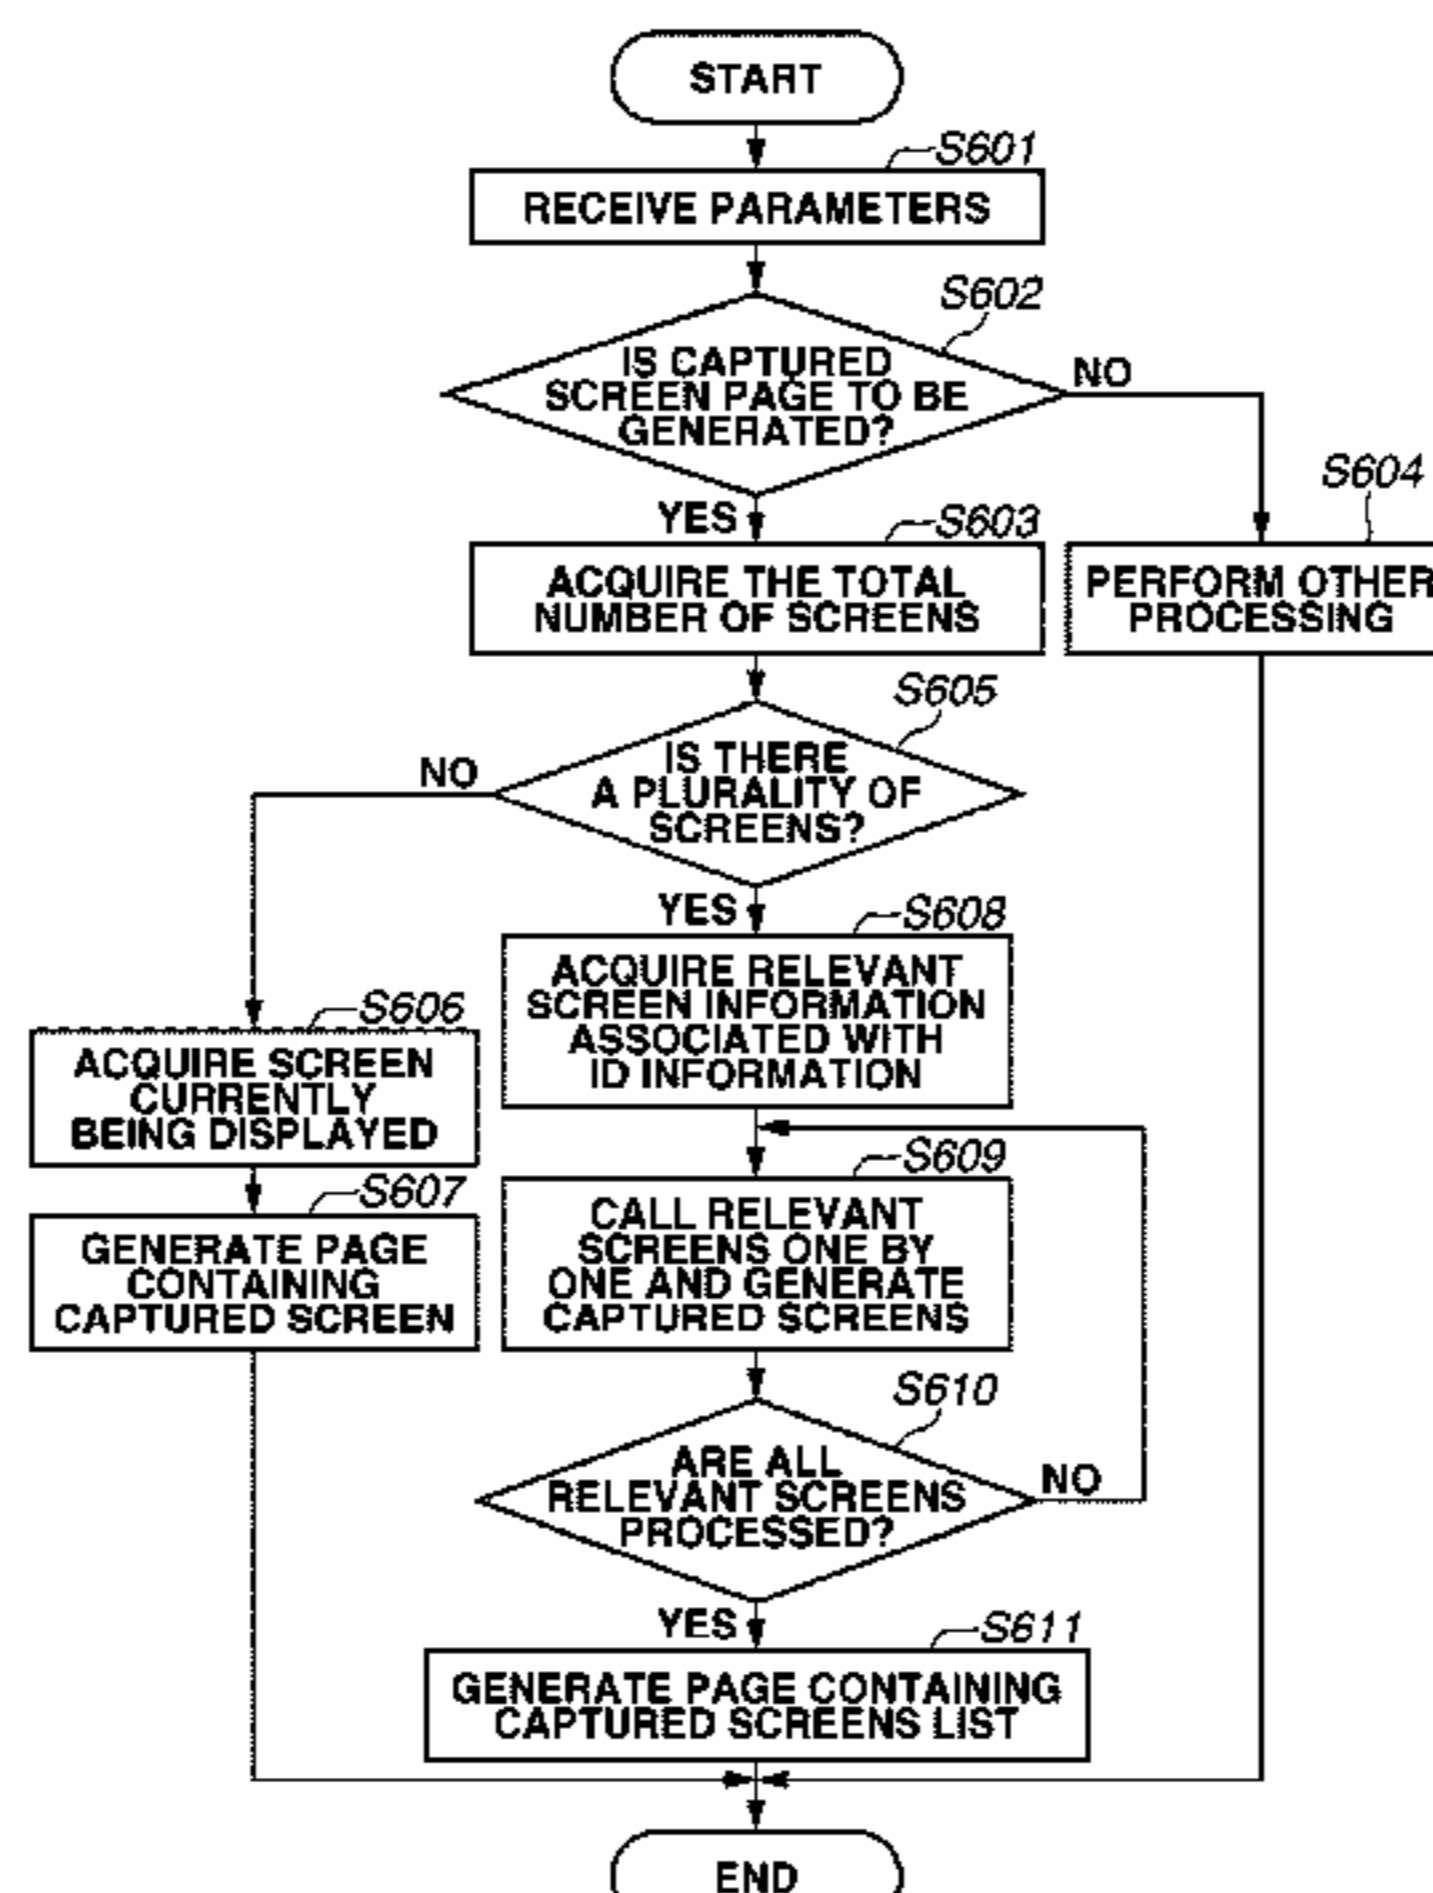 START
S601
RECEIVE PARAMETERS
S602
IS CAPTURED
SCREEN PAGE TO BE
GENERATED?
NO
YES
S603
ACQUIRE THE TOTAL
NUMBER OF SCREENS
S604
PERFORM OTHER
PROCESSING
S605
IS THERE
A PLURALITY OF
SCREENS?
NO
YES
S606
ACQUIRE SCREEN
CURRENTLY
BEING DISPLAYED
S607
GENERATE PAGE
CONTAINING
CAPTURED SCREEN
S608
ACQUIRE RELEVANT
SCREEN INFORMATION
ASSOCIATED WITH
ID INFORMATION
S609
CALL RELEVANT
SCREENS ONE BY
ONE AND GENERATE
CAPTURED SCREENS
S610
ARE ALL
RELEVANT SCREENS
PROCESSED?
NO
YES
S611
GENERATE PAGE CONTAINING
CAPTURED SCREENS LIST
END